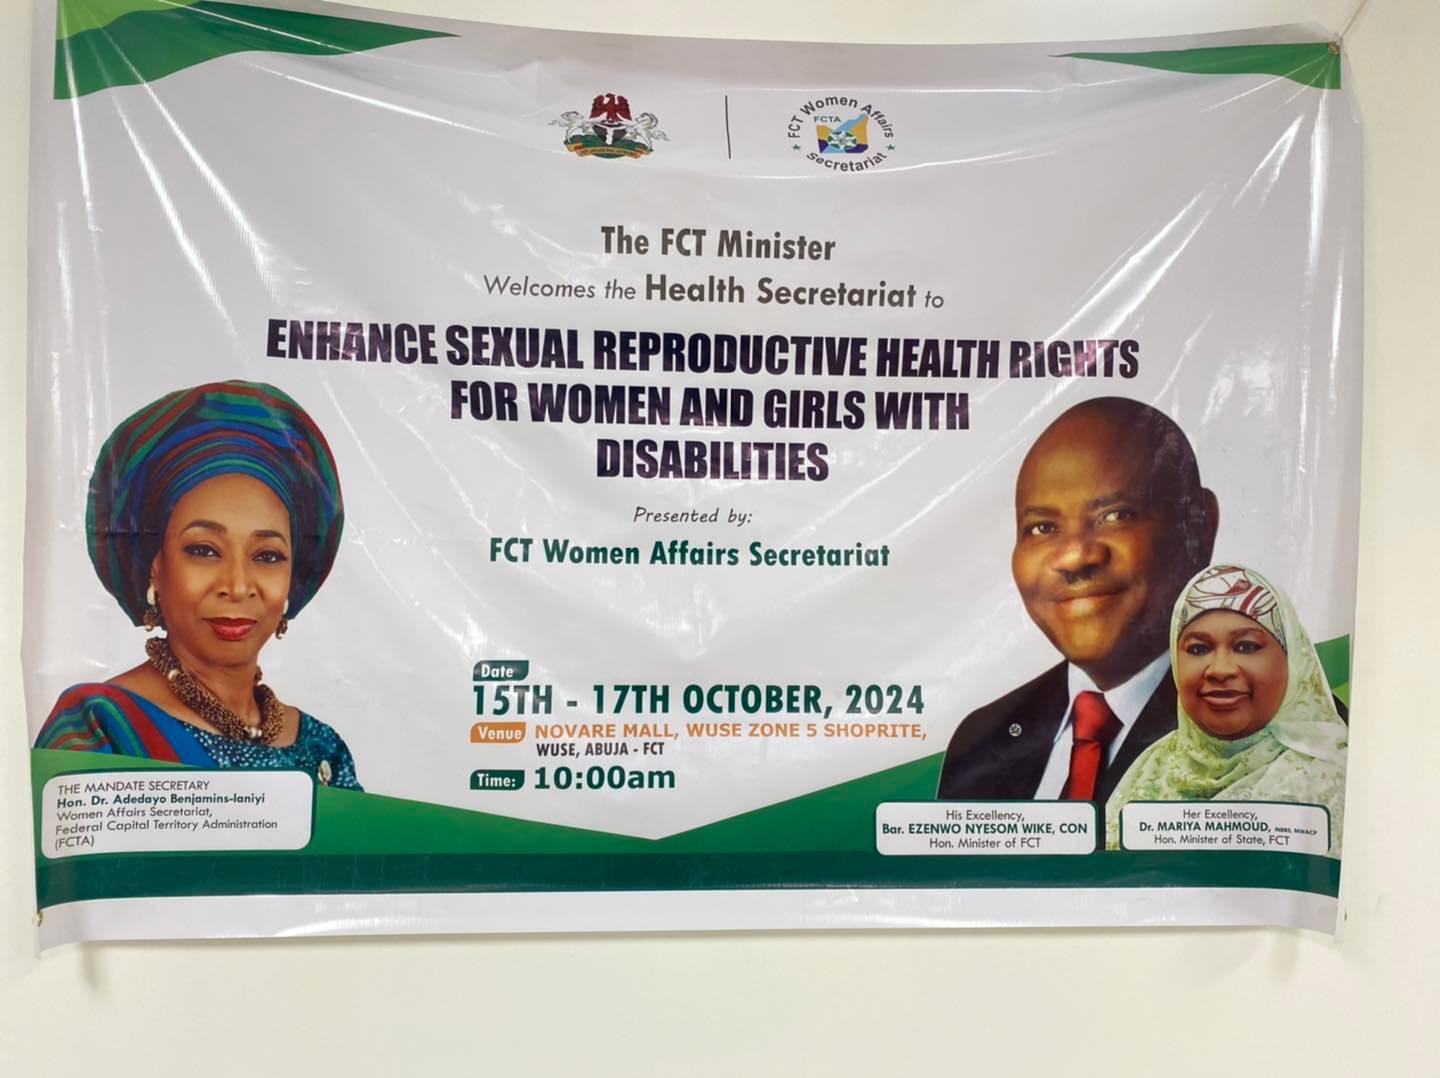 FCT Women Affairs
FCTA
Secretariat
The FCT Minister
Welcomes the Health Secretariat to
ENHANCE SEXUAL REPRODUCTIVE HEALTH RIGHTS
FOR WOMEN AND GIRLS WITH
DISABILITIES
Presented by:
FCT Women Affairs Secretariat
Date
15TH - 17TH OCTOBER, 2024
Venue NOVARE MALL, WUSE ZONE 5 SHOPRITE,
WUSE, ABUJA - FCT
Time: 10:00am
THE MANDATE SECRETARY
Hon. Dr. Adedayo Benjamins-laniyi
Women Affairs Secretariat,
Federal Capital Territory Administration
(FCTA)
His Excellency,
Bar. EZENWO NYESOM WIKE, CON
Hon. Minister of FCT
Her Excellency,
Dr. MARIYA MAHMOUD, MBBS, MWACP
Hon. Minister of State, FCT